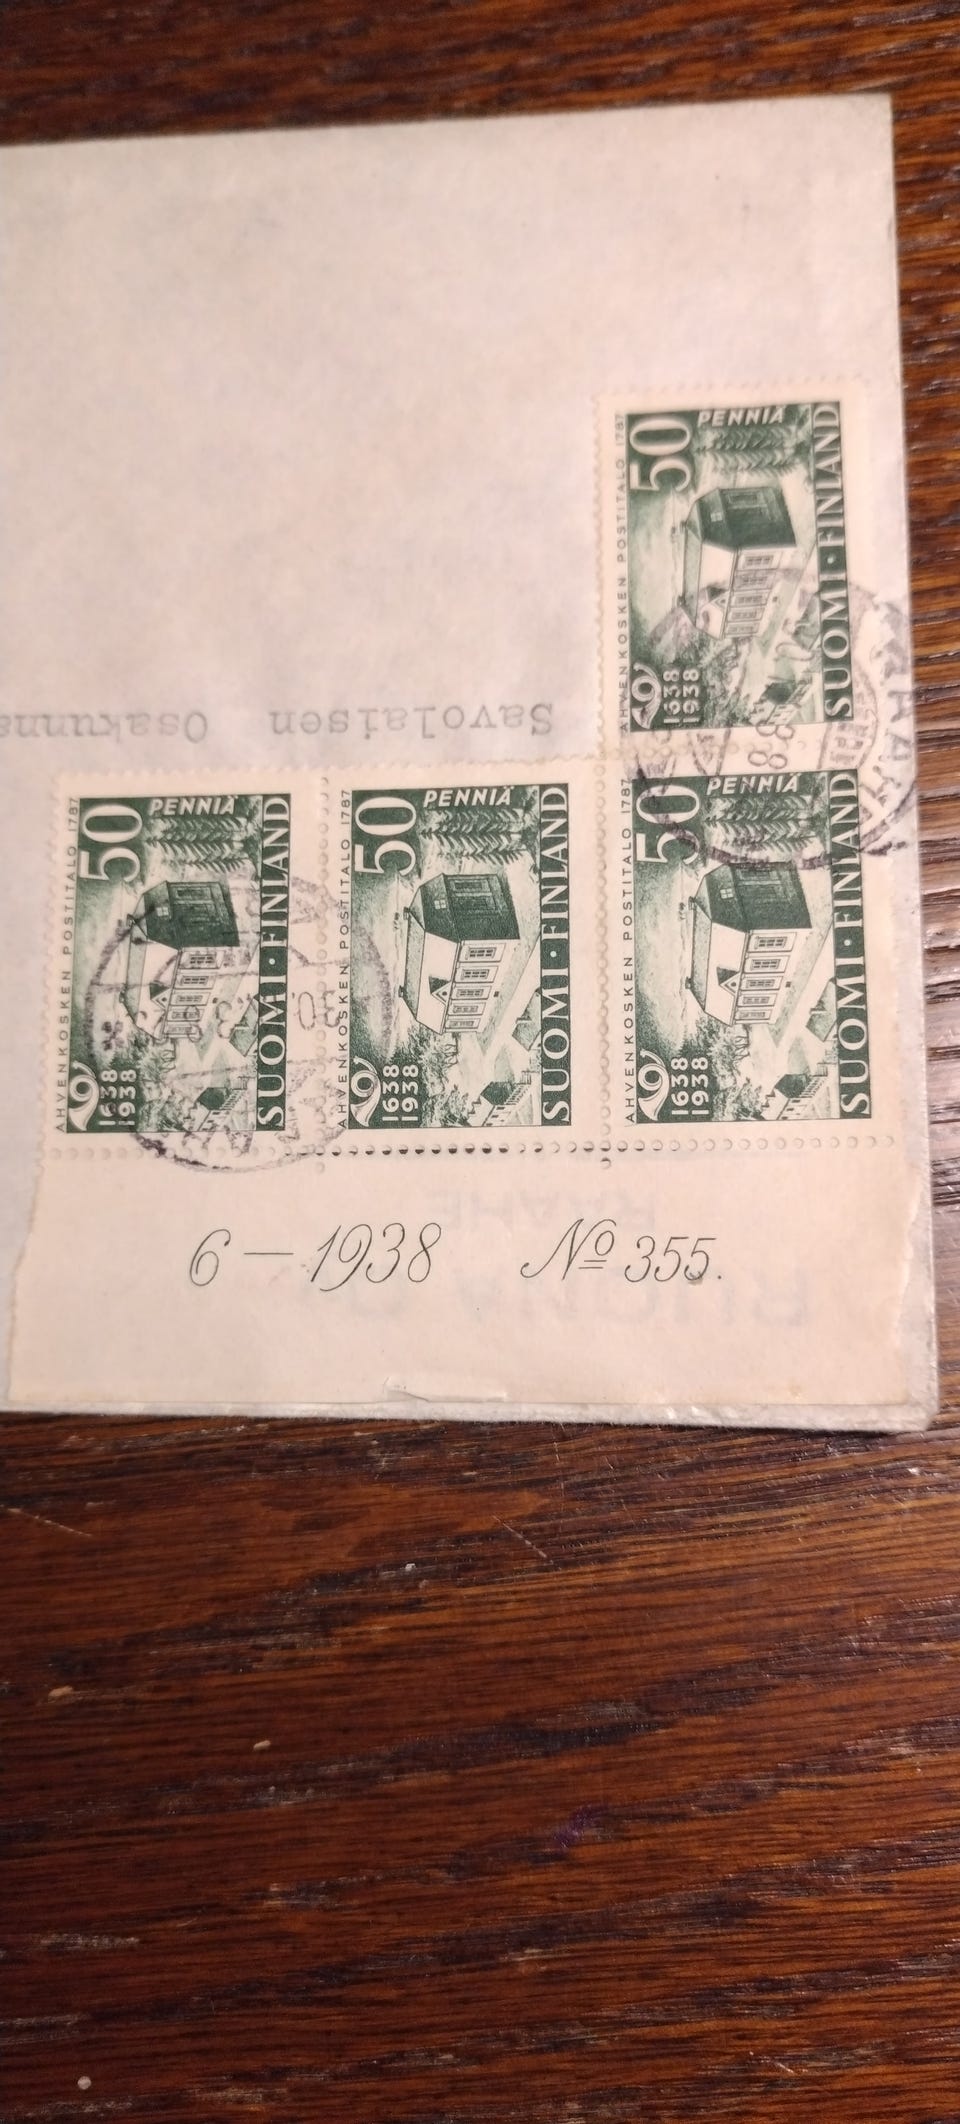 AHVENKOSKEN POSTITALO 1787
50 PENNIÄ
1638
1938
SUOMI · FINLAND
Savolaisen Osakunna
AHVENKOSKEN POSTITALO 1787
50 PENNIÄ
1638
1938
SUOMI · FINLAND
AHVENKOSKEN POSTITALO 1787
50 PENNIÄ
1638
1938
SUOMI · FINLAND
AHVENKOSKEN POSTITALO 1787
50 PENNIÄ
1638
1938
SUOMI · FINLAND
RAAHE
6 — 1938 № 355.